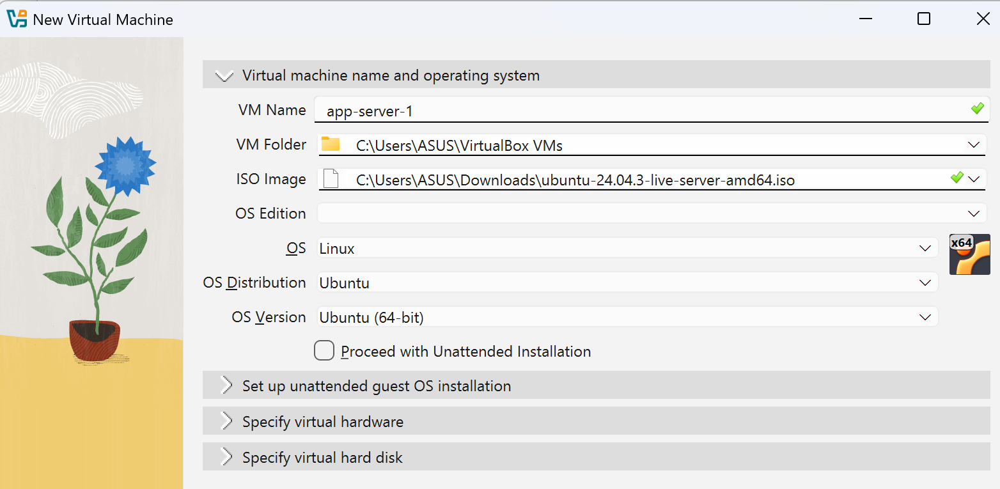 New Virtual Machine
Virtual machine name and operating system
VM Name app-server-1
VM Folder C:\Users\ASUS\VirtualBox VMs
ISO Image C:\Users\ASUS\Downloads\ubuntu-24.04.3-live-server-amd64.iso
OS Edition
OS Linux
x64
OS Distribution Ubuntu
OS Version Ubuntu (64-bit)
Proceed with Unattended Installation
Set up unattended guest OS installation
Specify virtual hardware
Specify virtual hard disk